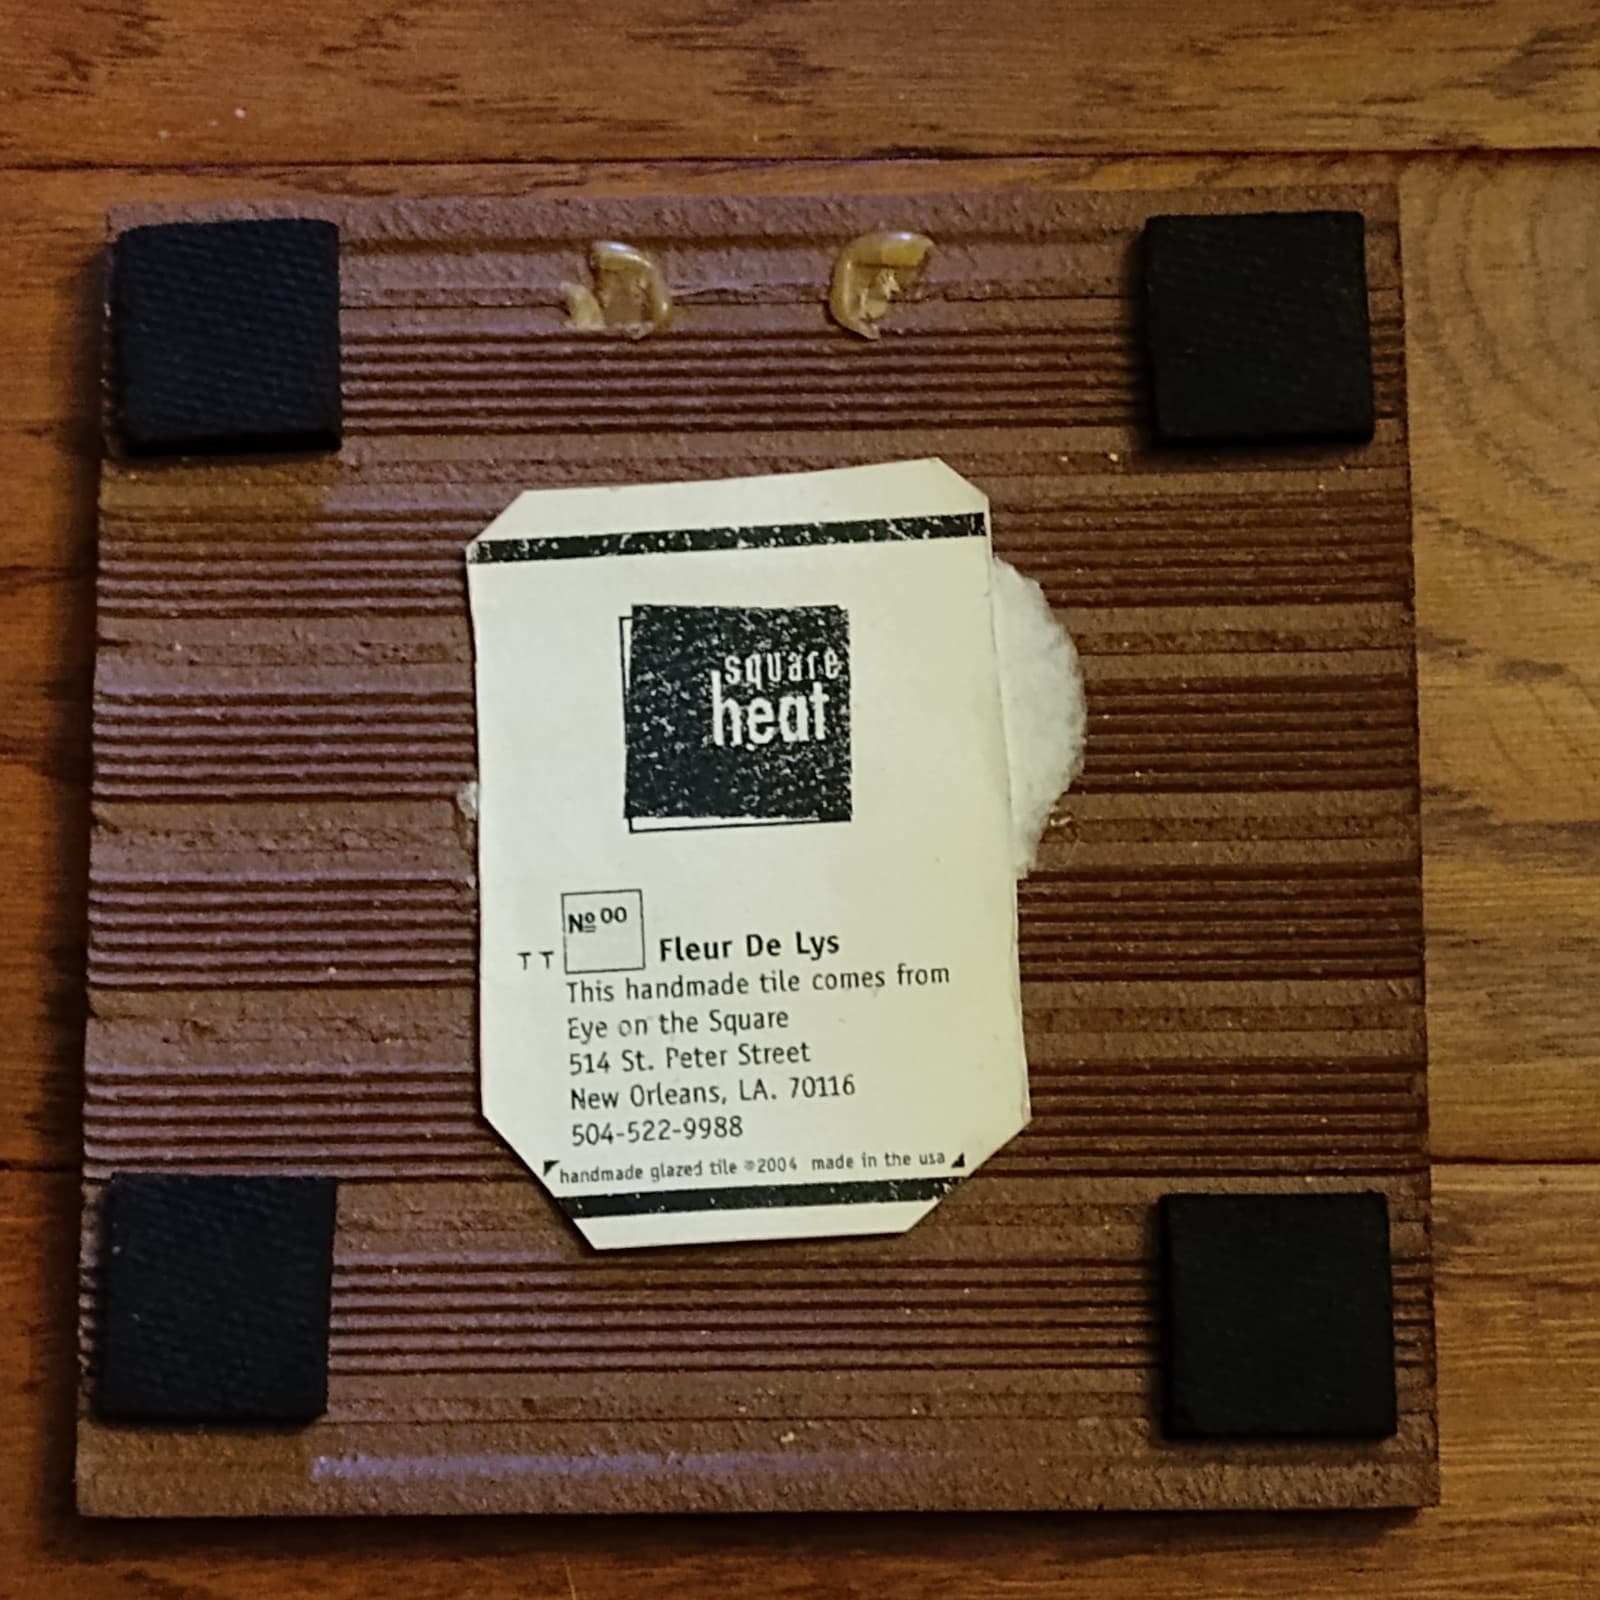 square
heat
Nº 00
T T
Fleur De Lys
This handmade tile comes from
Eye on the Square
514 St. Peter Street
New Orleans, LA. 70116
504-522-9988
handmade glazed tile ©2004 made in the usa